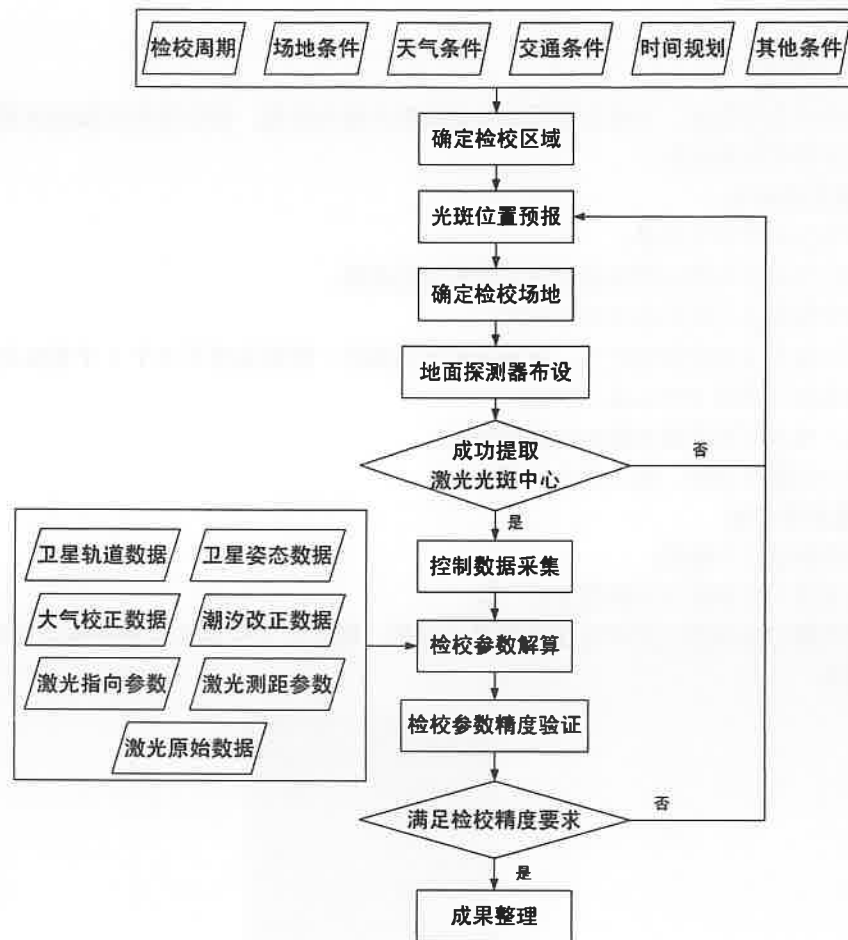 检校周期
场地条件
天气条件
交通条件
时间规划
其他条件
确定检校区域
光斑位置预报
确定检校场地
地面探测器布设
成功提取
激光光斑中心
否
是
卫星轨道数据
卫星姿态数据
大气校正数据
潮汐改正数据
激光指向参数
激光测距参数
激光原始数据
控制数据采集
检校参数解算
检校参数精度验证
满足检校精度要求
否
是
成果整理